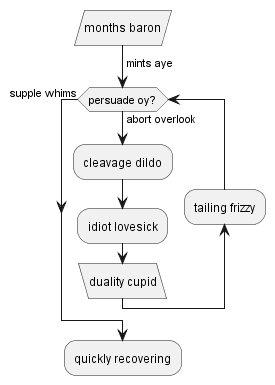 months baron
mints aye
supple whims
persuade oy?
abort overlook
cleavage dildo
tailing frizzy
idiot lovesick
duality cupid
quickly recovering